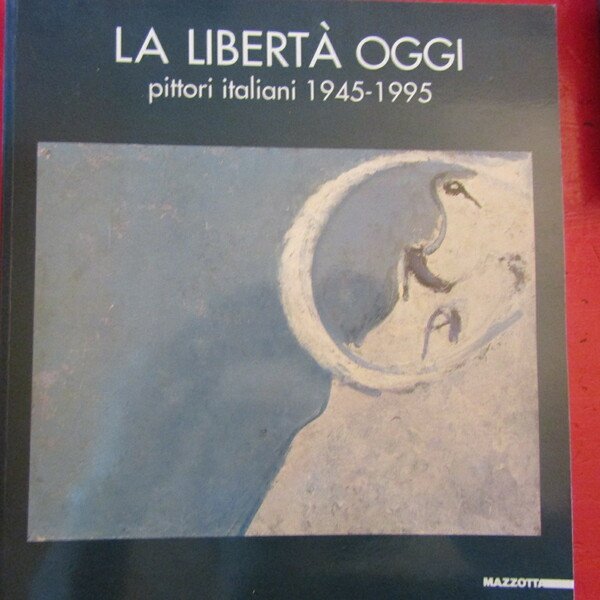 LA LIBERTÀ OGGI
pittori italiani 1945-1995
MAZZOTTA